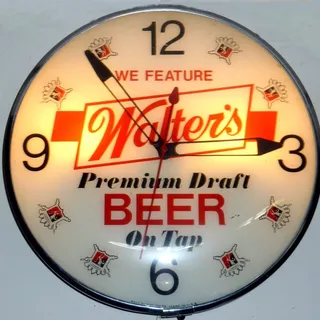 12
WE FEATURE
Walter's
9
3
Premium Draft
BEER
On Tap
6